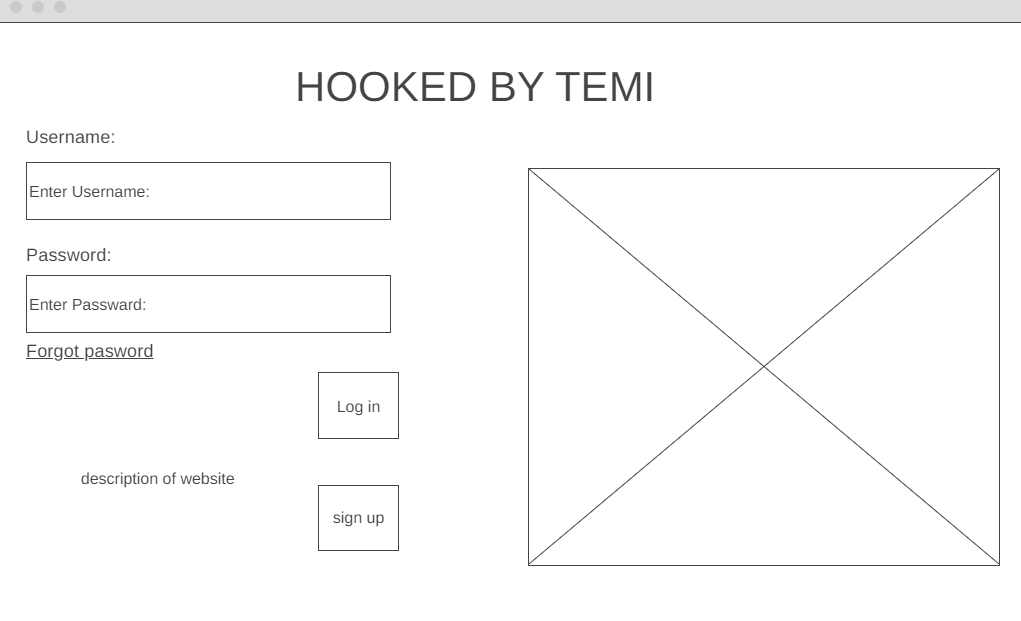 HOOKED BY TEMI
Username:
Enter Username:
Password:
Enter Passward:
Forgot pasword
Log in
description of website
sign up